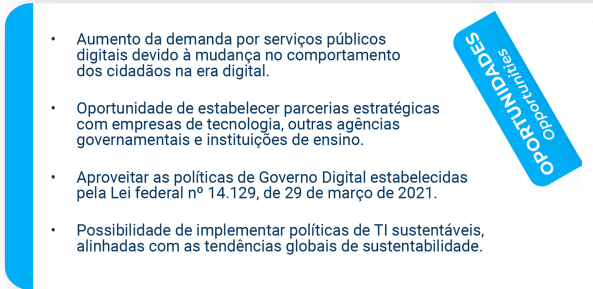 • Aumento da demanda por serviços públicos
digitais devido à mudança no comportamento
dos cidadãos na era digital.
• Oportunidade de estabelecer parcerias estratégicas
com empresas de tecnologia, outras agências
governamentais e instituições de ensino.
• Aproveitar as políticas de Governo Digital estabelecidas
pela Lei federal nº 14.129, de 29 de março de 2021.
• Possibilidade de implementar políticas de TI sustentáveis,
alinhadas com as tendências globais de sustentabilidade.
OPORTUNIDADES
Opportunities